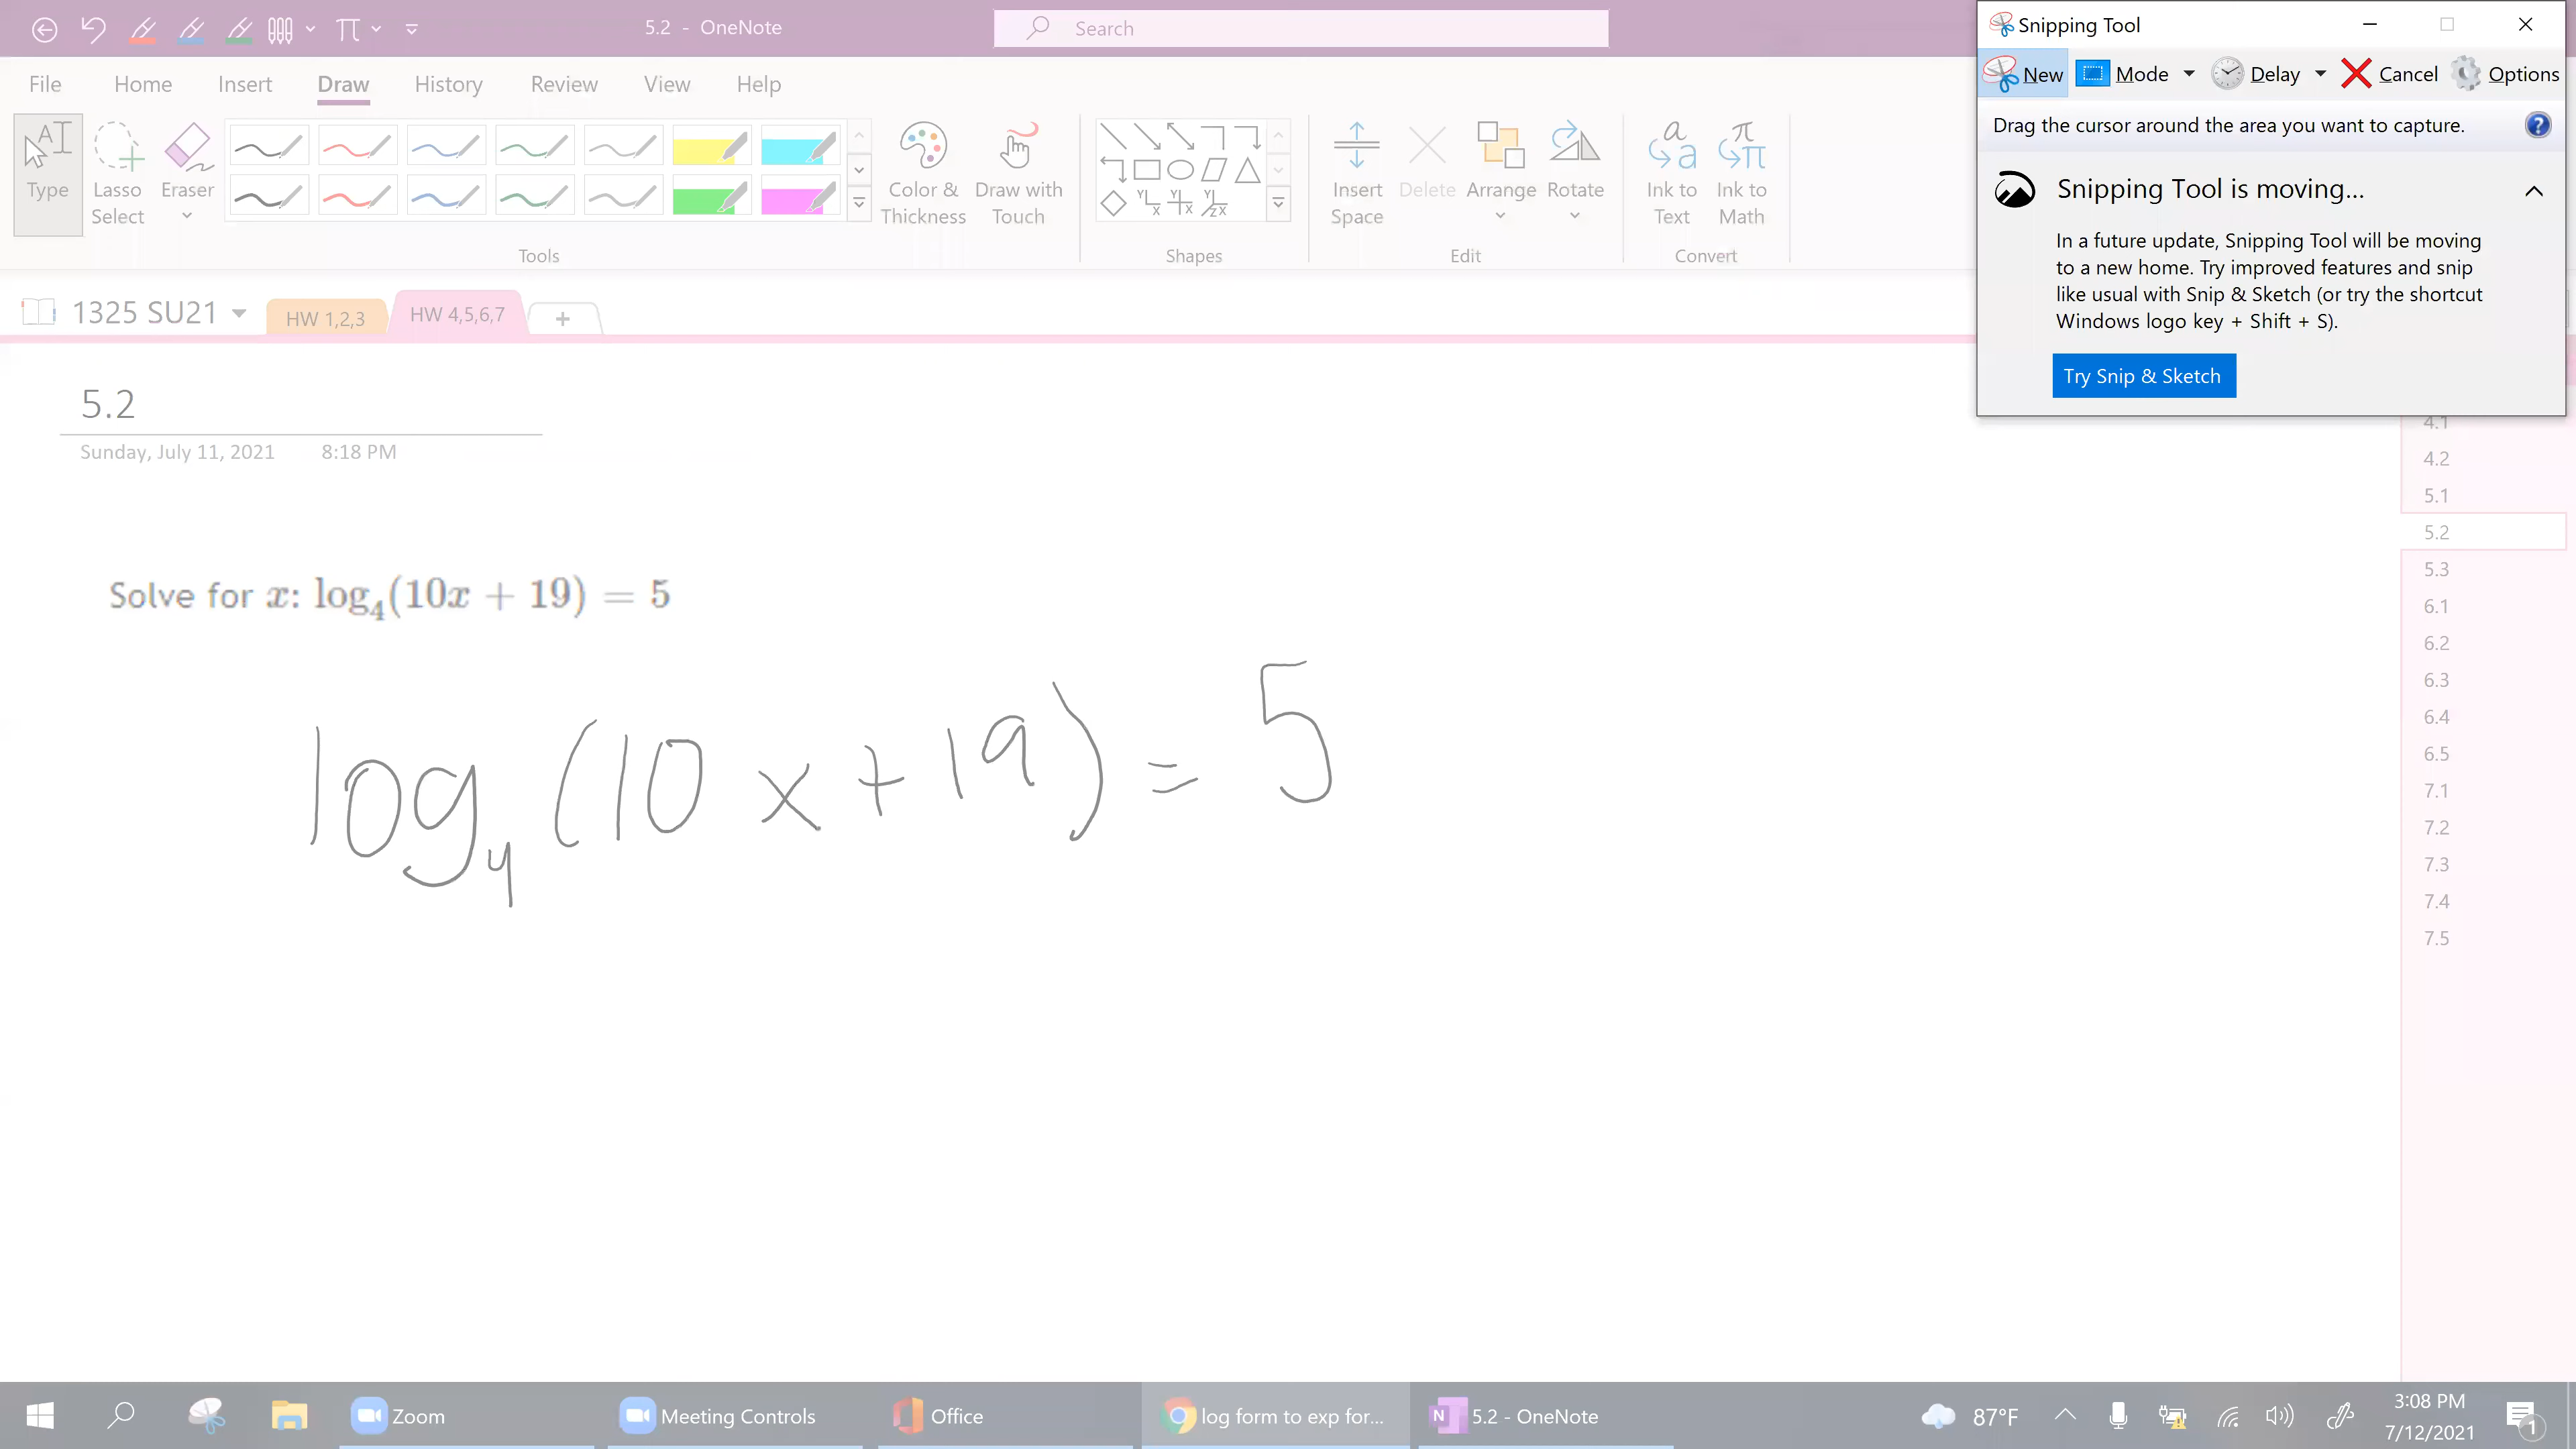 5.2 - OneNote
Search
Snipping Tool
New Mode Delay Cancel Options
Drag the cursor around the area you want to capture.
Snipping Tool is moving...
In a future update, Snipping Tool will be moving
to a new home. Try improved features and snip
like usual with Snip & Sketch (or try the shortcut
Windows logo key + Shift + S).
Try Snip & Sketch
File Home Insert Draw History Review View Help
Type
Lasso
Select
Eraser
Color &
Thickness
Draw with
Touch
Insert
Space
Delete
Arrange
Rotate
Ink to
Text
Ink to
Math
Tools Shapes Edit Convert
1325 SU21 HW 1,2,3 HW 4,5,6,7 +
5.2
Sunday, July 11, 2021 8:18 PM
Solve for x: log₄(10x + 19) = 5
log₄ (10 x + 19) = 5
4.1
4.2
5.1
5.2
5.3
6.1
6.2
6.3
6.4
6.5
7.1
7.2
7.3
7.4
7.5
Zoom Meeting Controls Office log form to exp for... 5.2 - OneNote 87°F
3:08 PM
7/12/2021
1